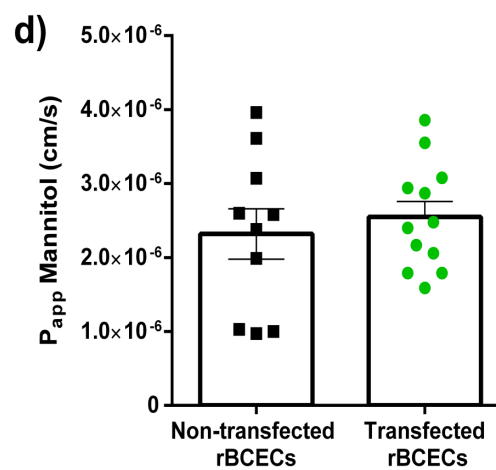 d)
5.0×10⁻⁶
4.0×10⁻⁶
3.0×10⁻⁶
2.0×10⁻⁶
1.0×10⁻⁶
0
Papp Mannitol (cm/s)
Non-transfected
rBCECs
Transfected
rBCECs